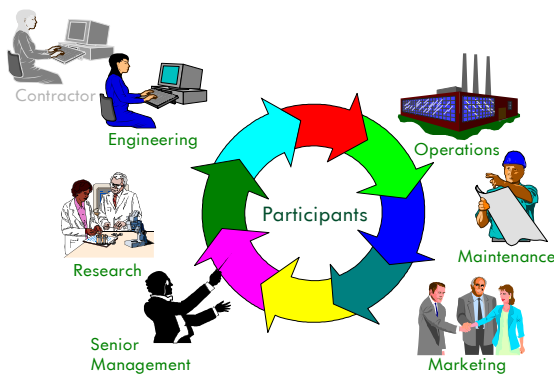 Contractor
Engineering
Operations
Participants
Maintenance
Research
Senior
Management
Marketing